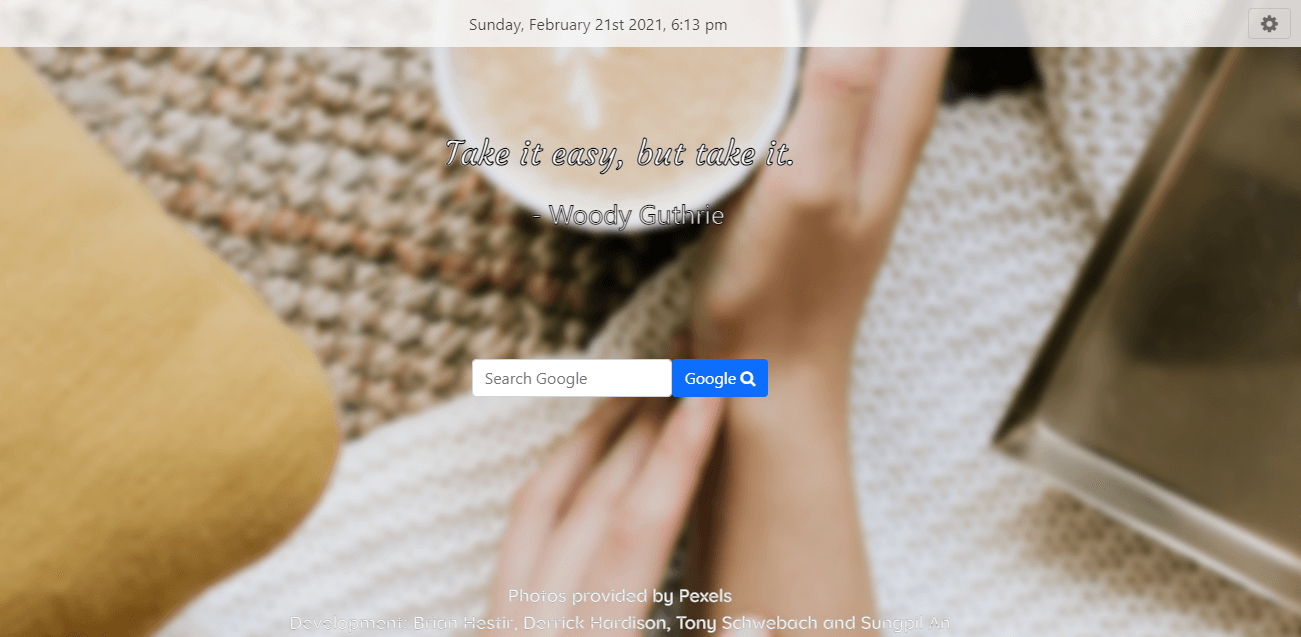 Sunday, February 21st 2021, 6:13 pm
Take it easy, but take it.
- Woody Guthrie
Search Google
Google
Photos provided by Pexels
Development: Brian Hestir, Derrick Hardison, Tony Schwebach and Sunggil An